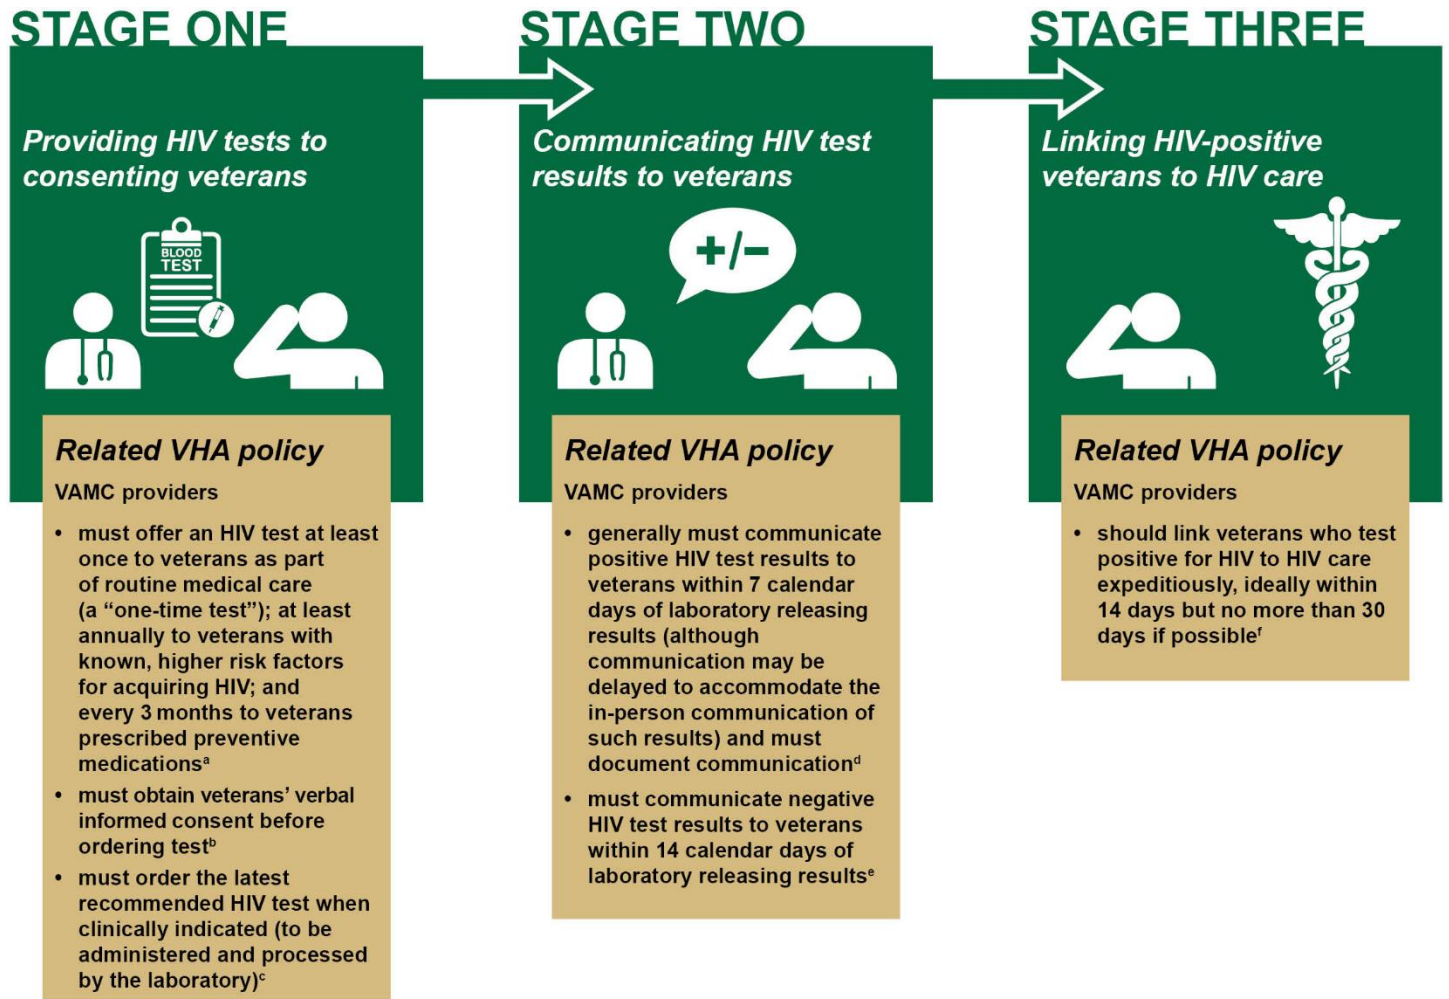 STAGE ONE
Providing HIV tests to
consenting veterans
BLOOD
TEST
Related VHA policy
VAMC providers
• must offer an HIV test at least
once to veterans as part
of routine medical care
(a “one-time test”); at least
annually to veterans with
known, higher risk factors
for acquiring HIV; and
every 3 months to veterans
prescribed preventive
medicationsᵃ
• must obtain veterans’ verbal
informed consent before
ordering testᵇ
• must order the latest
recommended HIV test when
clinically indicated (to be
administered and processed
by the laboratory)ᶜ
STAGE TWO
Communicating HIV test
results to veterans
+/−
Related VHA policy
VAMC providers
• generally must communicate
positive HIV test results to
veterans within 7 calendar
days of laboratory releasing
results (although
communication may be
delayed to accommodate the
in-person communication of
such results) and must
document communicationᵈ
• must communicate negative
HIV test results to veterans
within 14 calendar days of
laboratory releasing resultsᵉ
STAGE THREE
Linking HIV-positive
veterans to HIV care
Related VHA policy
VAMC providers
• should link veterans who test
positive for HIV to HIV care
expeditiously, ideally within
14 days but no more than 30
days if possibleᶠ